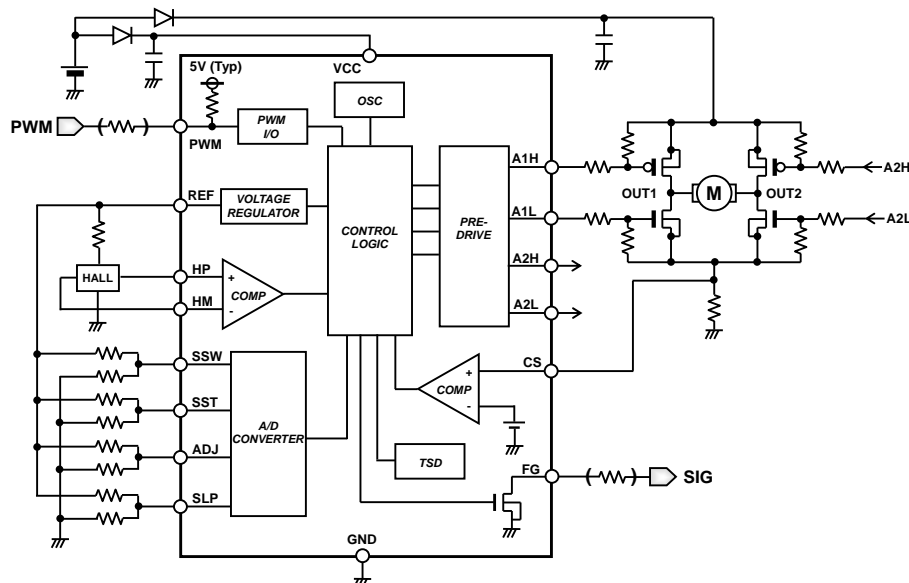 VCC
5V (Typ)
OSC
PWM
PWM
I/O
PWM
A1H
A2H
OUT1
M
OUT2
REF
VOLTAGE
REGULATOR
CONTROL
LOGIC
PRE-
DRIVE
A1L
A2L
HALL
HP
+
COMP
-
HM
A2H
A2L
SSW
SST
ADJ
SLP
A/D
CONVERTER
+
COMP
-
CS
TSD
FG
SIG
GND